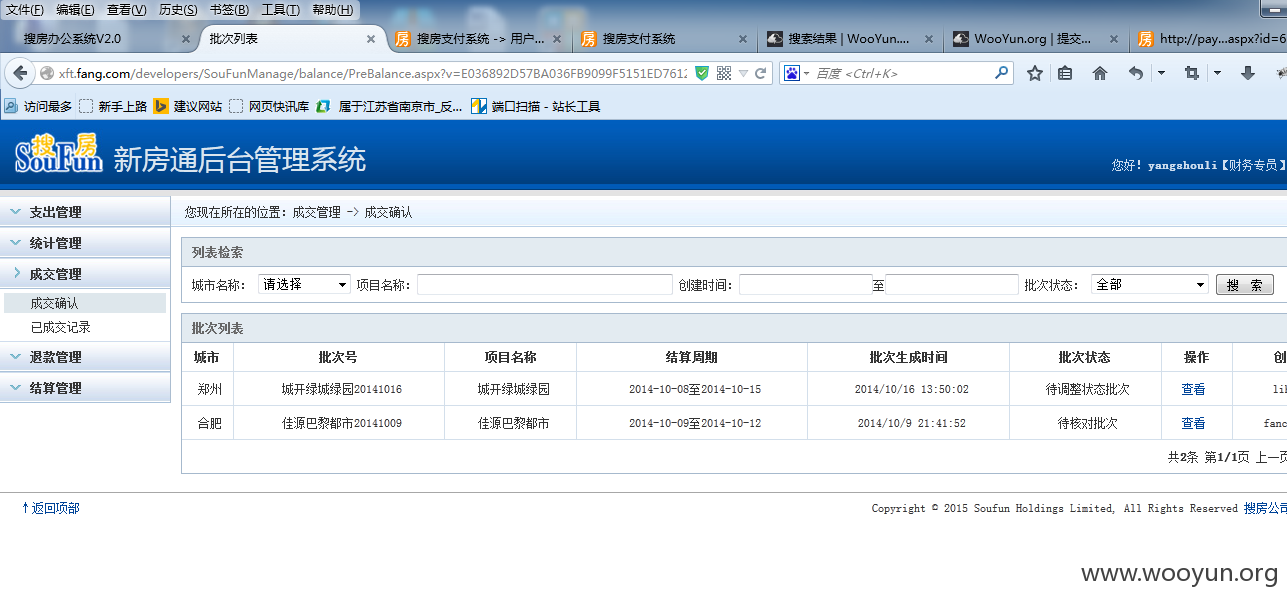 文件(F) 编辑(E) 查看(V) 历史(S) 书签(B) 工具(T) 帮助(H)
搜房办公系统V2.0 × 批次列表 × 搜房支付系统 -> 用户... × 搜房支付系统 × 搜索结果 | WooYun.... × WooYun.org | 提交... × http://pay...aspx?id=6
xft.fang.com/developers/SouFunManage/balance/PreBalance.aspx?v=E036892D57BA036FB9099F5151ED7612 百度 <Ctrl+K>
访问最多 新手上路 建议网站 网页快讯库 属于江苏省南京市_反... 端口扫描 - 站长工具
搜房 SouFun 新房通后台管理系统
您好! yangshouli【财务专员】
支出管理
统计管理
成交管理
成交确认
已成交记录
退款管理
结算管理
您现在所在的位置: 成交管理 -> 成交确认
列表检索
城市名称: 请选择 项目名称: 创建时间: 至 批次状态: 全部 搜 索
批次列表
城市 批次号 项目名称 结算周期 批次生成时间 批次状态 操作 创
郑州 城开绿城绿园20141016 城开绿城绿园 2014-10-08至2014-10-15 2014/10/16 13:50:02 待调整状态批次 查看
合肥 佳源巴黎都市20141009 佳源巴黎都市 2014-10-09至2014-10-12 2014/10/9 21:41:52 待核对批次 查看 fanc
共2条 第1/1页 上一页
↑返回顶部
Copyright © 2015 Soufun Holdings Limited, All Rights Reserved 搜房公司
www.wooyun.org